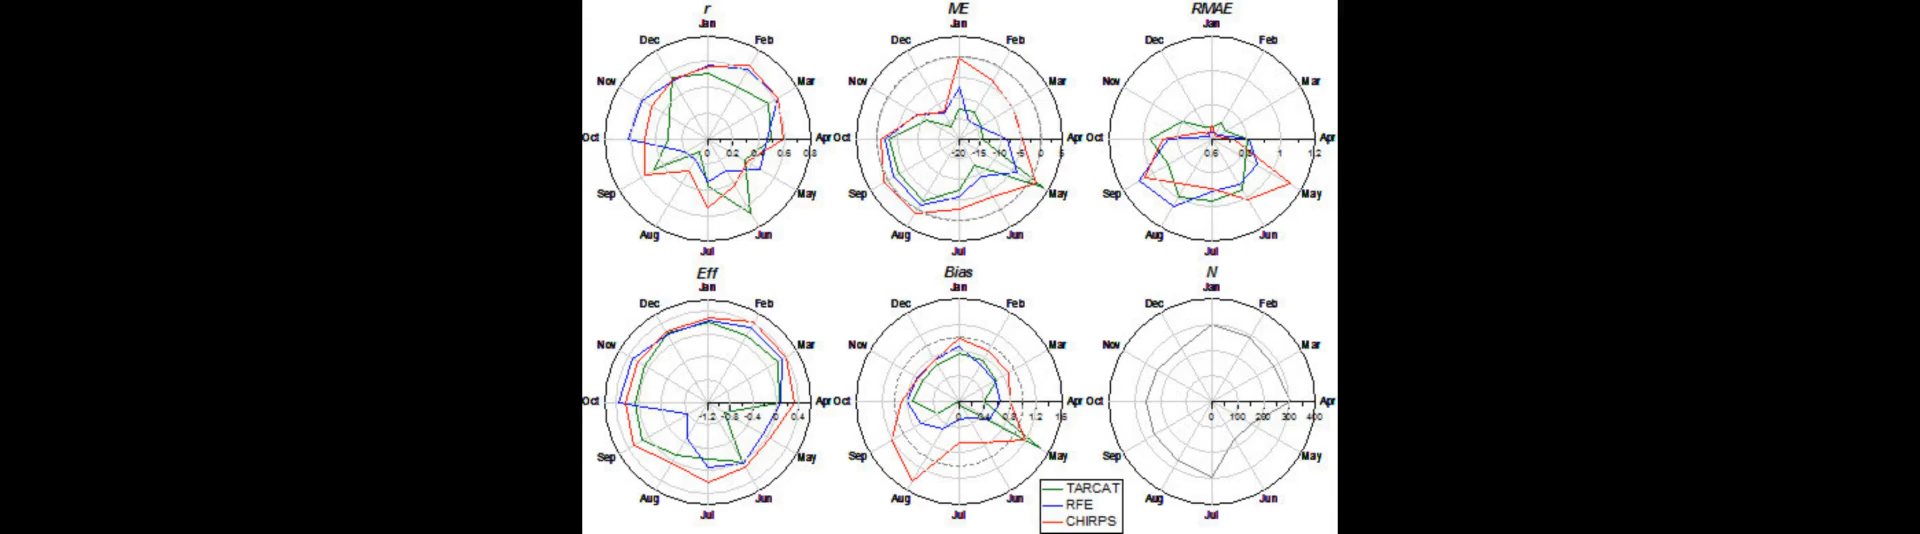 r ME RMAE
Jan Jan Jan
Dec Feb Dec Feb Dec Feb
Nov Mar Nov Mar Nov Mar
Oct Apr Oct Apr Oct Apr
0 0.2 0.4 0.6 0.8 -20 -15 -10 -5 0 5 0.6 0.8 1 1.2
Sep May Sep May Sep May
Aug Jun Aug Jun Aug Jun
Jul Jul Jul
Eff Bias N
Jan Jan Jan
Dec Feb Dec Feb Dec Feb
Nov Mar Nov Mar Nov Mar
Oct Apr Oct Apr Oct Apr
-1.2 -0.8 -0.4 0 0.4 0 0.4 0.8 1.2 1.6 0 100 200 300 400
Sep May Sep May Sep May
Aug Jun Aug Jun Aug Jun
Jul Jul Jul
TARCAT
RFE
CHIRPS